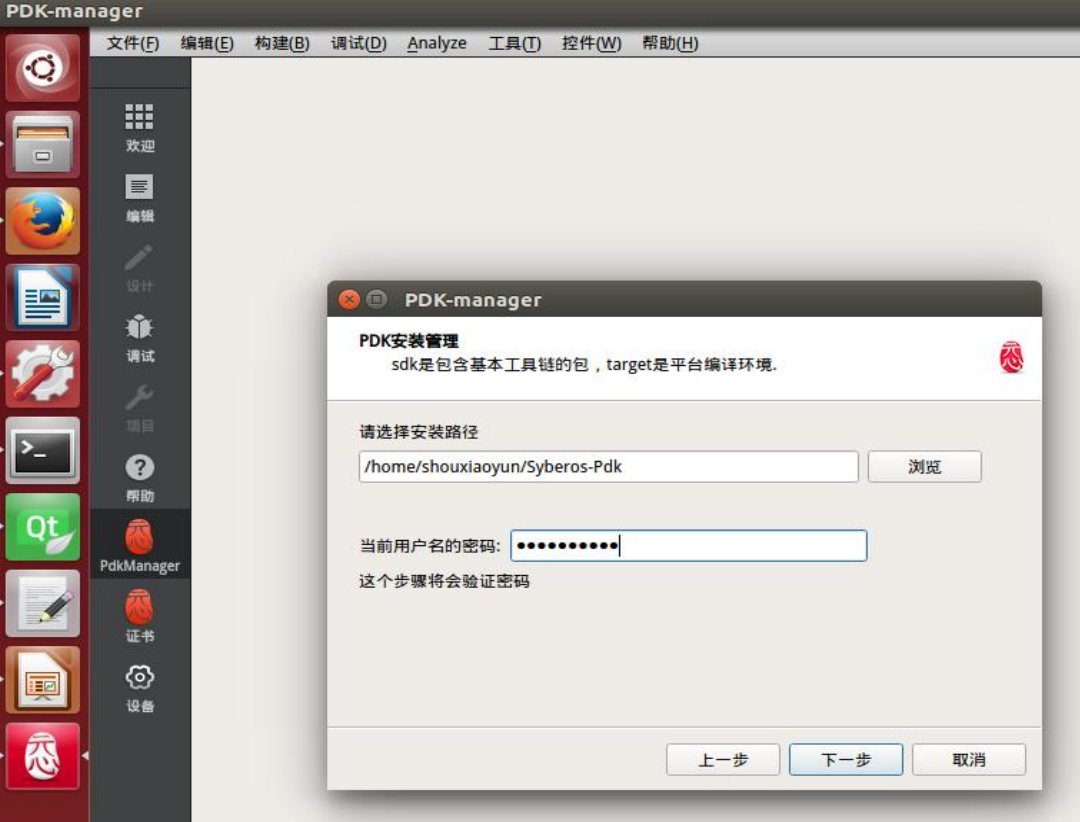 PDK-manager
文件(F) 编辑(E) 构建(B) 调试(D) Analyze 工具(T) 控件(W) 帮助(H)
欢迎
编辑
设计
调试
项目
帮助
PdkManager
证书
设备
Qt
>_
PDK-manager
PDK安装管理
sdk是包含基本工具链的包，target是平台编译环境.
请选择安装路径
/home/shouxiaoyun/Syberos-Pdk
浏览
当前用户名的密码: ••••••••••
这个步骤将会验证密码
上一步 下一步 取消